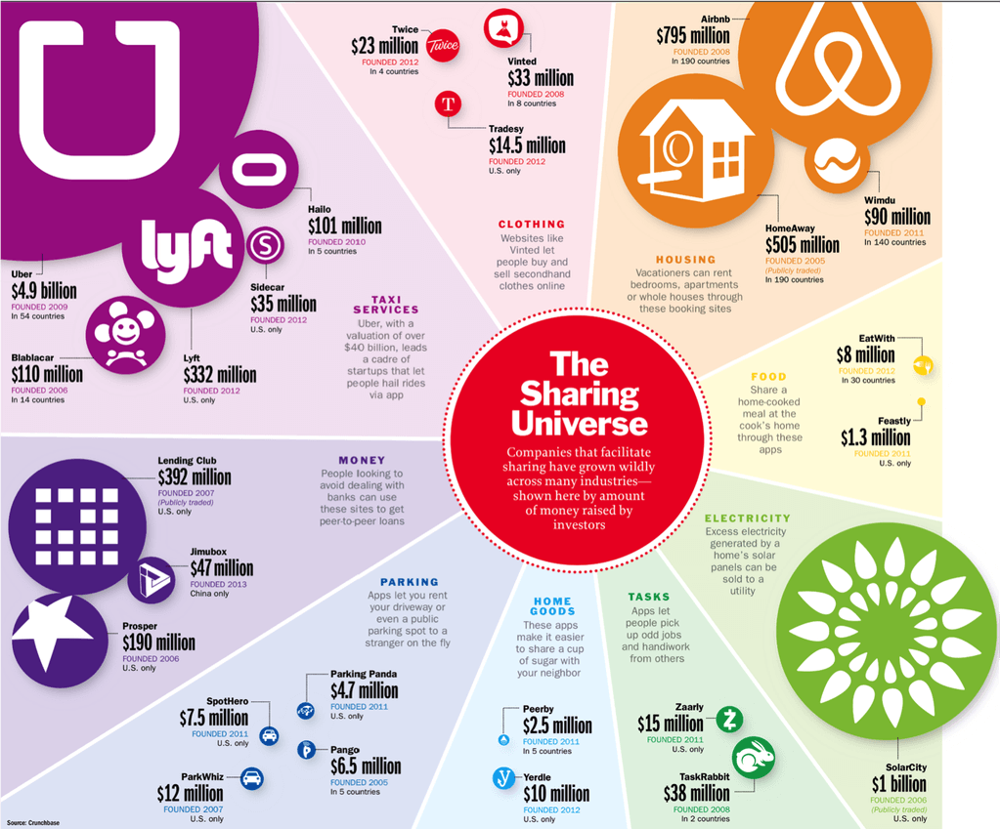 Twice
$23 million
FOUNDED 2012
In 4 countries
Twice
Vinted
$33 million
FOUNDED 2008
In 8 countries
T
Tradesy
$14.5 million
FOUNDED 2012
U.S. only
CLOTHING
Websites like
Vinted let
people buy and
sell secondhand
clothes online
Airbnb
$795 million
FOUNDED 2008
In 190 countries
Wimdu
$90 million
FOUNDED 2011
In 140 countries
HomeAway
$505 million
FOUNDED 2005
(Publicly traded)
In 190 countries
HOUSING
Vacationers can rent
bedrooms, apartments
or whole houses through
these booking sites
Hailo
$101 million
FOUNDED 2010
In 5 countries
lyft
S
Uber
$4.9 billion
FOUNDED 2009
In 54 countries
Sidecar
$35 million
FOUNDED 2012
U.S. only
Blablacar
$110 million
FOUNDED 2006
In 14 countries
Lyft
$332 million
FOUNDED 2012
U.S. only
TAXI
SERVICES
Uber, with a
valuation of over
$40 billion, leads
a cadre of
startups that let
people hail rides
via app
The
Sharing
Universe
Companies that facilitate
sharing have grown wildly
across many industries—
shown here by amount
of money raised by
investors
EatWith
$8 million
FOUNDED 2012
In 30 countries
Feastly
$1.3 million
FOUNDED 2011
U.S. only
FOOD
Share a
home-cooked
meal at the
cook's home
through these
apps
Lending Club
$392 million
FOUNDED 2007
(Publicly traded)
U.S. only
Jimubox
$47 million
FOUNDED 2013
China only
Prosper
$190 million
FOUNDED 2006
U.S. only
MONEY
People looking to
avoid dealing with
banks can use
these sites to get
peer-to-peer loans
ELECTRICITY
Excess electricity
generated by a
home's solar
panels can be
sold to a
utility
SolarCity
$1 billion
FOUNDED 2006
(Publicly traded)
U.S. only
PARKING
Apps let you rent
your driveway or
even a public
parking spot to a
stranger on the fly
Parking Panda
$4.7 million
FOUNDED 2011
U.S. only
SpotHero
$7.5 million
FOUNDED 2011
U.S. only
Pango
$6.5 million
FOUNDED 2005
In 5 countries
ParkWhiz
$12 million
FOUNDED 2007
U.S. only
HOME
GOODS
These apps
make it easier
to share a cup
of sugar with
your neighbor
Peerby
$2.5 million
FOUNDED 2011
In 5 countries
y
Yerdle
$10 million
FOUNDED 2012
U.S. only
TASKS
Apps let
people pick
up odd jobs
and handiwork
from others
Zaarly
$15 million
FOUNDED 2011
U.S. only
Z
TaskRabbit
$38 million
FOUNDED 2008
In 2 countries
Source: Crunchbase